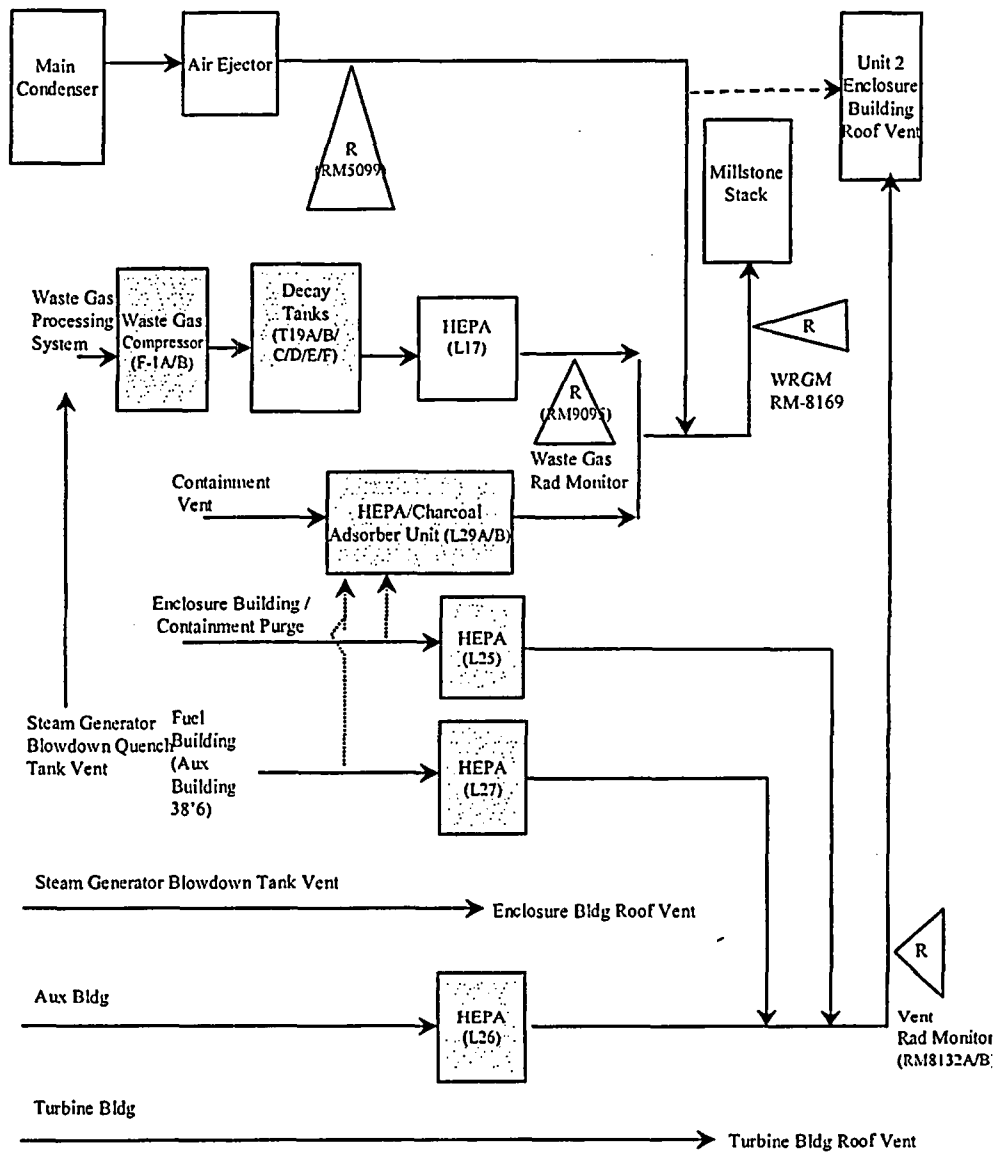 Main
Condenser
Air Ejector
Unit 2
Enclosure
Building
Roof Vent
R
(RM5099)
Millstone
Stack
Waste Gas
Processing
System
Waste Gas
Compressor
(F-1A/B)
Decay
Tanks
(T19A/B/
C/D/E/F)
HEPA
(L17)
R
R
(RM9095)
WRGM
RM-8169
Waste Gas
Rad Monitor
Containment
Vent
HEPA/Charcoal
Adsorber Unit (L29A/B)
Enclosure Building /
Containment Purge
HEPA
(L25)
Steam Generator
Blowdown Quench
Tank Vent
Fuel
Building
(Aux
Building
38'6)
HEPA
(L27)
Steam Generator Blowdown Tank Vent
Enclosure Bldg Roof Vent
R
Aux Bldg
HEPA
(L26)
Vent
Rad Monitor
(RM8132A/B)
Turbine Bldg
Turbine Bldg Roof Vent